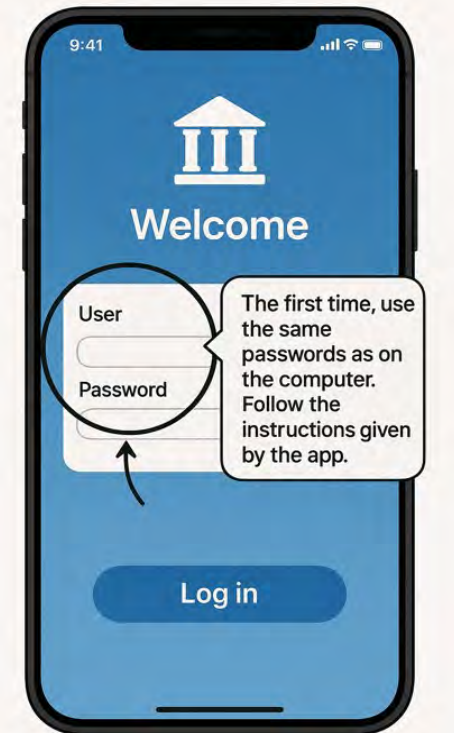 9:41
Welcome
User
Password
The first time, use
the same
passwords as on
the computer.
Follow the
instructions given
by the app.
Log in